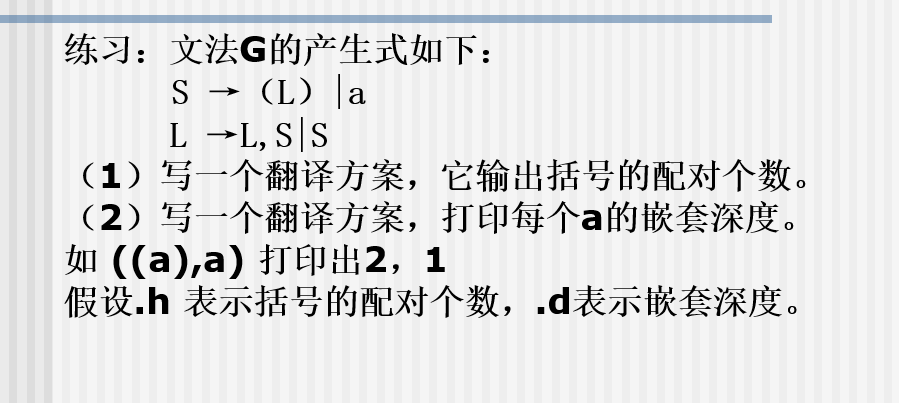 练习：文法G的产生式如下：
S →（L）|a
L →L,S|S
（1）写一个翻译方案，它输出括号的配对个数。
（2）写一个翻译方案，打印每个a的嵌套深度。
如 ((a),a) 打印出2，1
假设.h 表示括号的配对个数，.d表示嵌套深度。